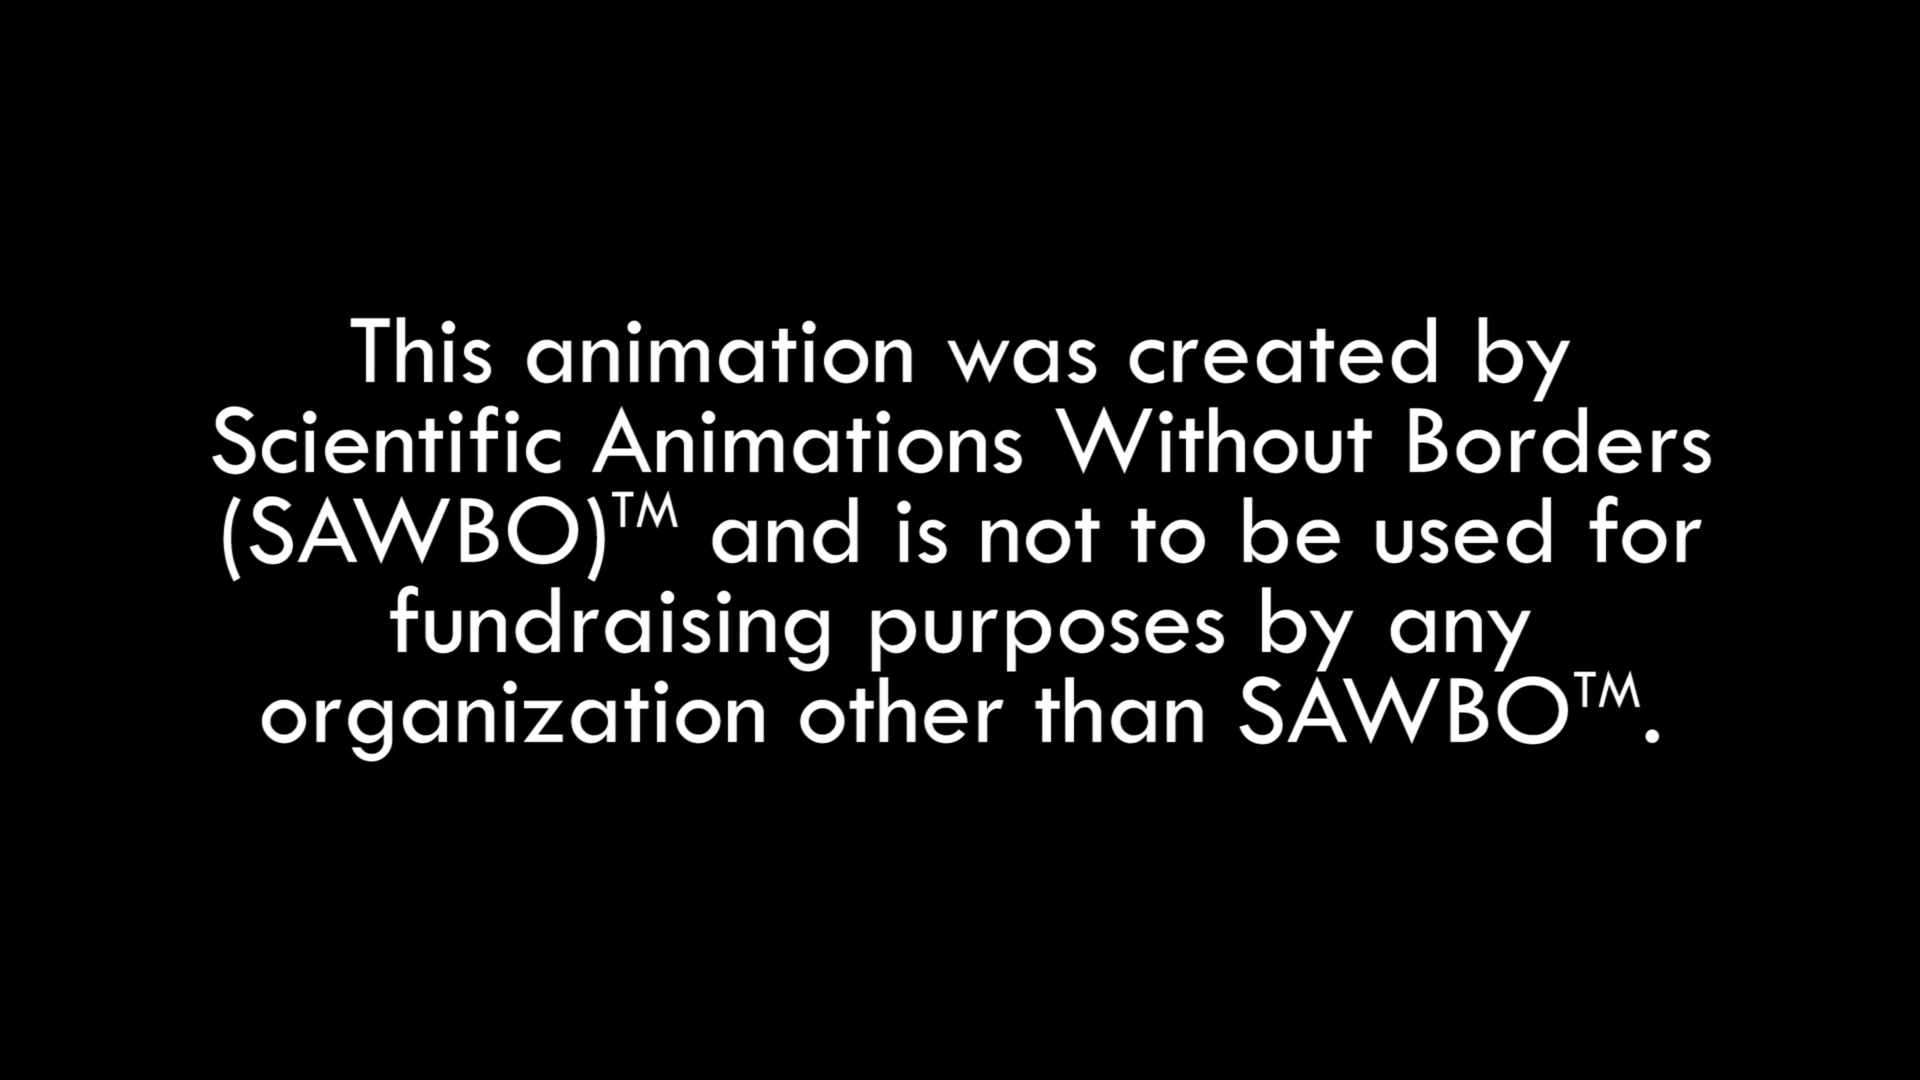 This animation was created by
Scientific Animations Without Borders
(SAWBO)™ and is not to be used for
fundraising purposes by any
organization other than SAWBO™.